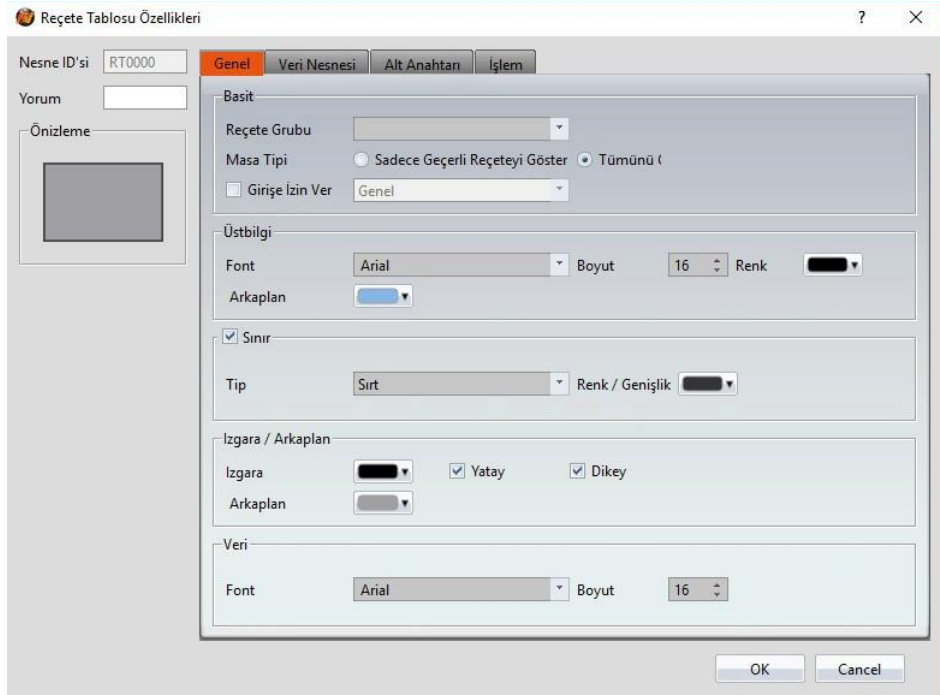 Reçete Tablosu Özellikleri
?
Nesne ID'si RT0000
Yorum
Önizleme
Genel Veri Nesnesi Alt Anahtarı İşlem
Basit
Reçete Grubu
Masa Tipi Sadece Geçerli Reçeteyi Göster Tümünü
Girişe İzin Ver Genel
Üstbilgi
Font Arial Boyut 16 Renk
Arkaplan
Sınır
Tip Sırt Renk / Genişlik
Izgara / Arkaplan
Izgara Yatay Dikey
Arkaplan
Veri
Font Arial Boyut 16
OK Cancel